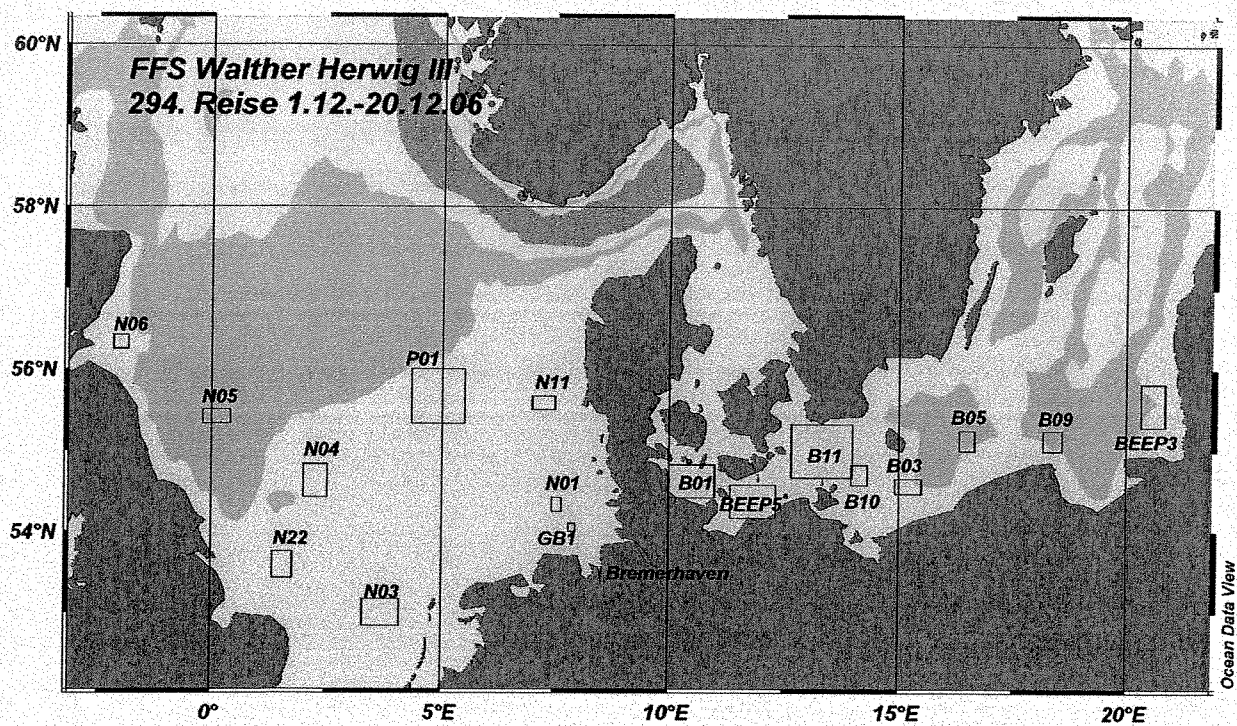 60°N
FFS Walther Herwig III
294. Reise 1.12.-20.12.06
58°N
N06
56°N
P01
N11
N05
B05
B09
BEEP3
N04
B11
B03
N01
B01
BEEP5
B10
54°N
N22
GB1
Bremerhaven
N03
Ocean Data View
0°
5°E
10°E
15°E
20°E